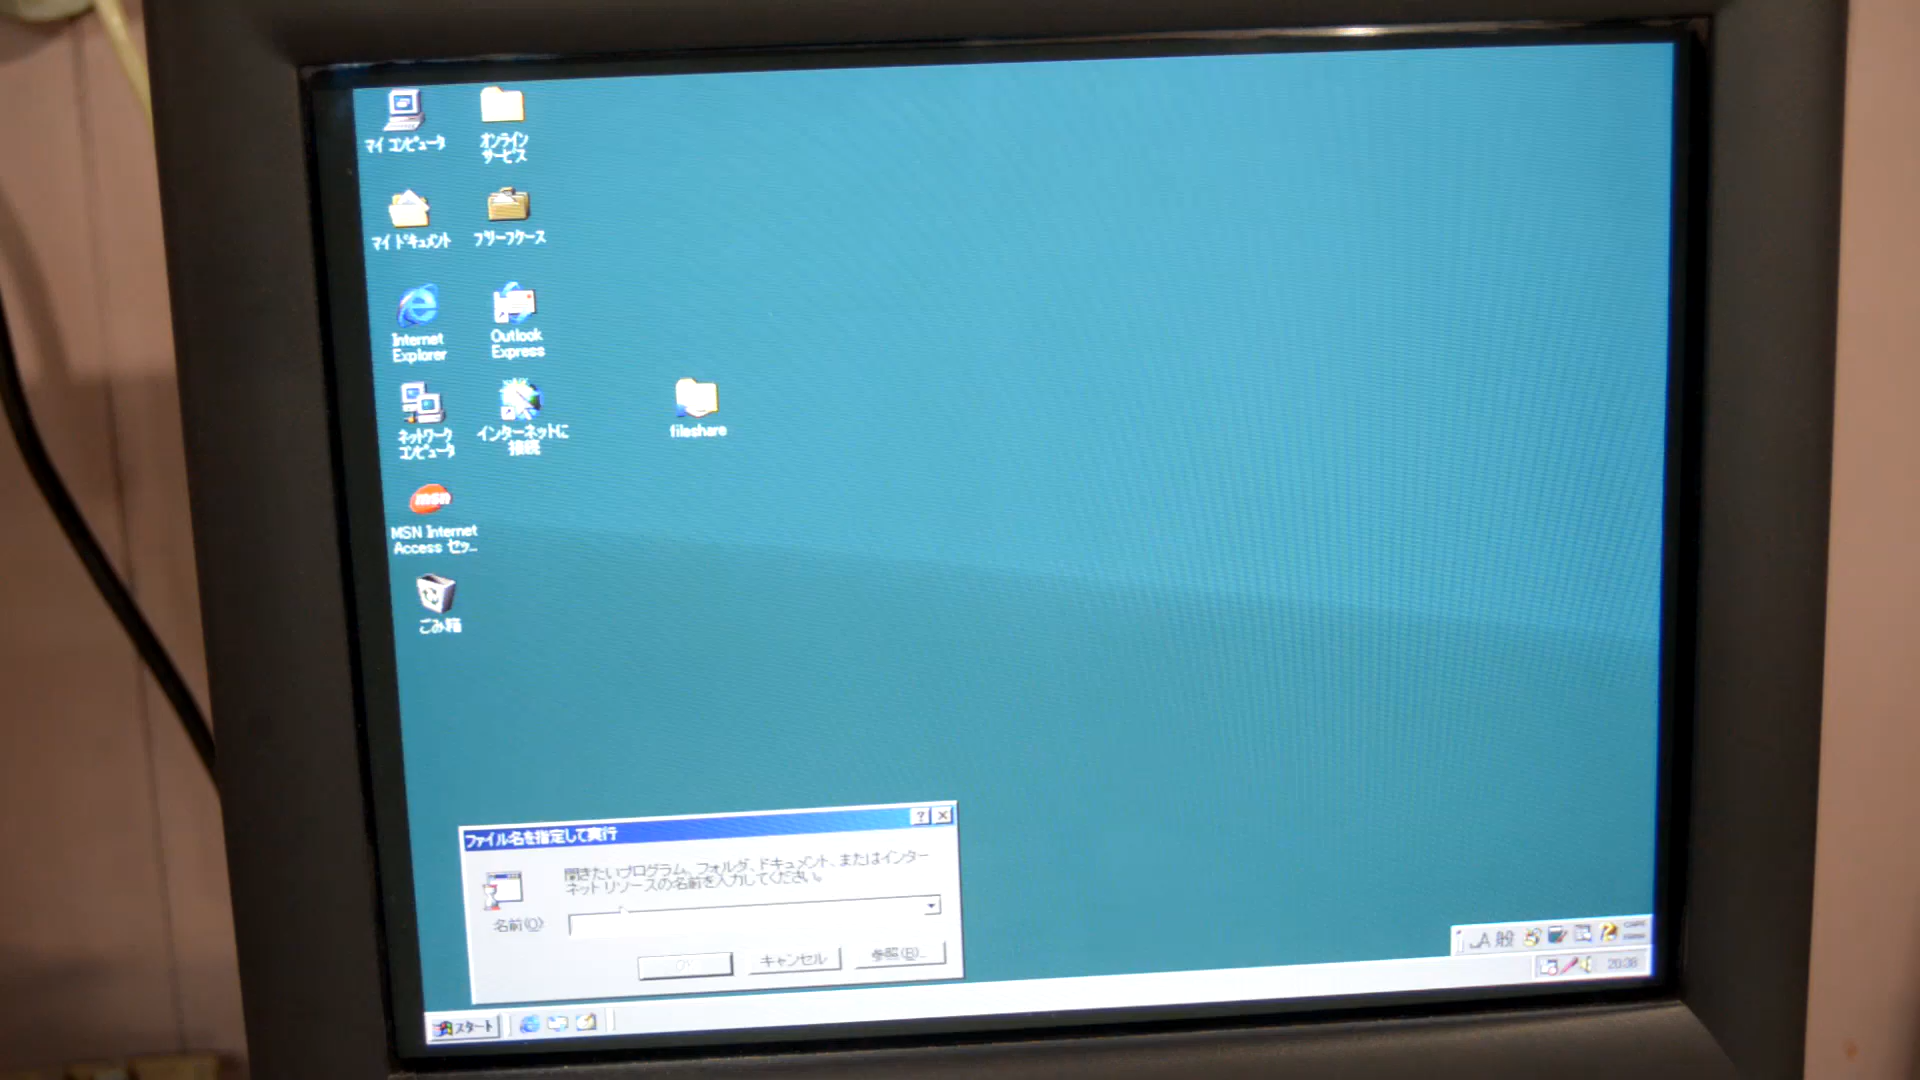 マイ コンピュータ
オンライン
サービス
マイ ドキュメント
ブリーフケース
Internet
Explorer
Outlook
Express
ネットワーク
コンピュータ
インターネットに
接続
fileshare
msn
MSN Internet
Access セッ...
ごみ箱
ファイル名を指定して実行
開きたいプログラム、フォルダ、ドキュメント、またはインター
ネット リソースの名前を入力してください。
名前(O):
OK
キャンセル
参照(B)...
A 般
スタート
20:38